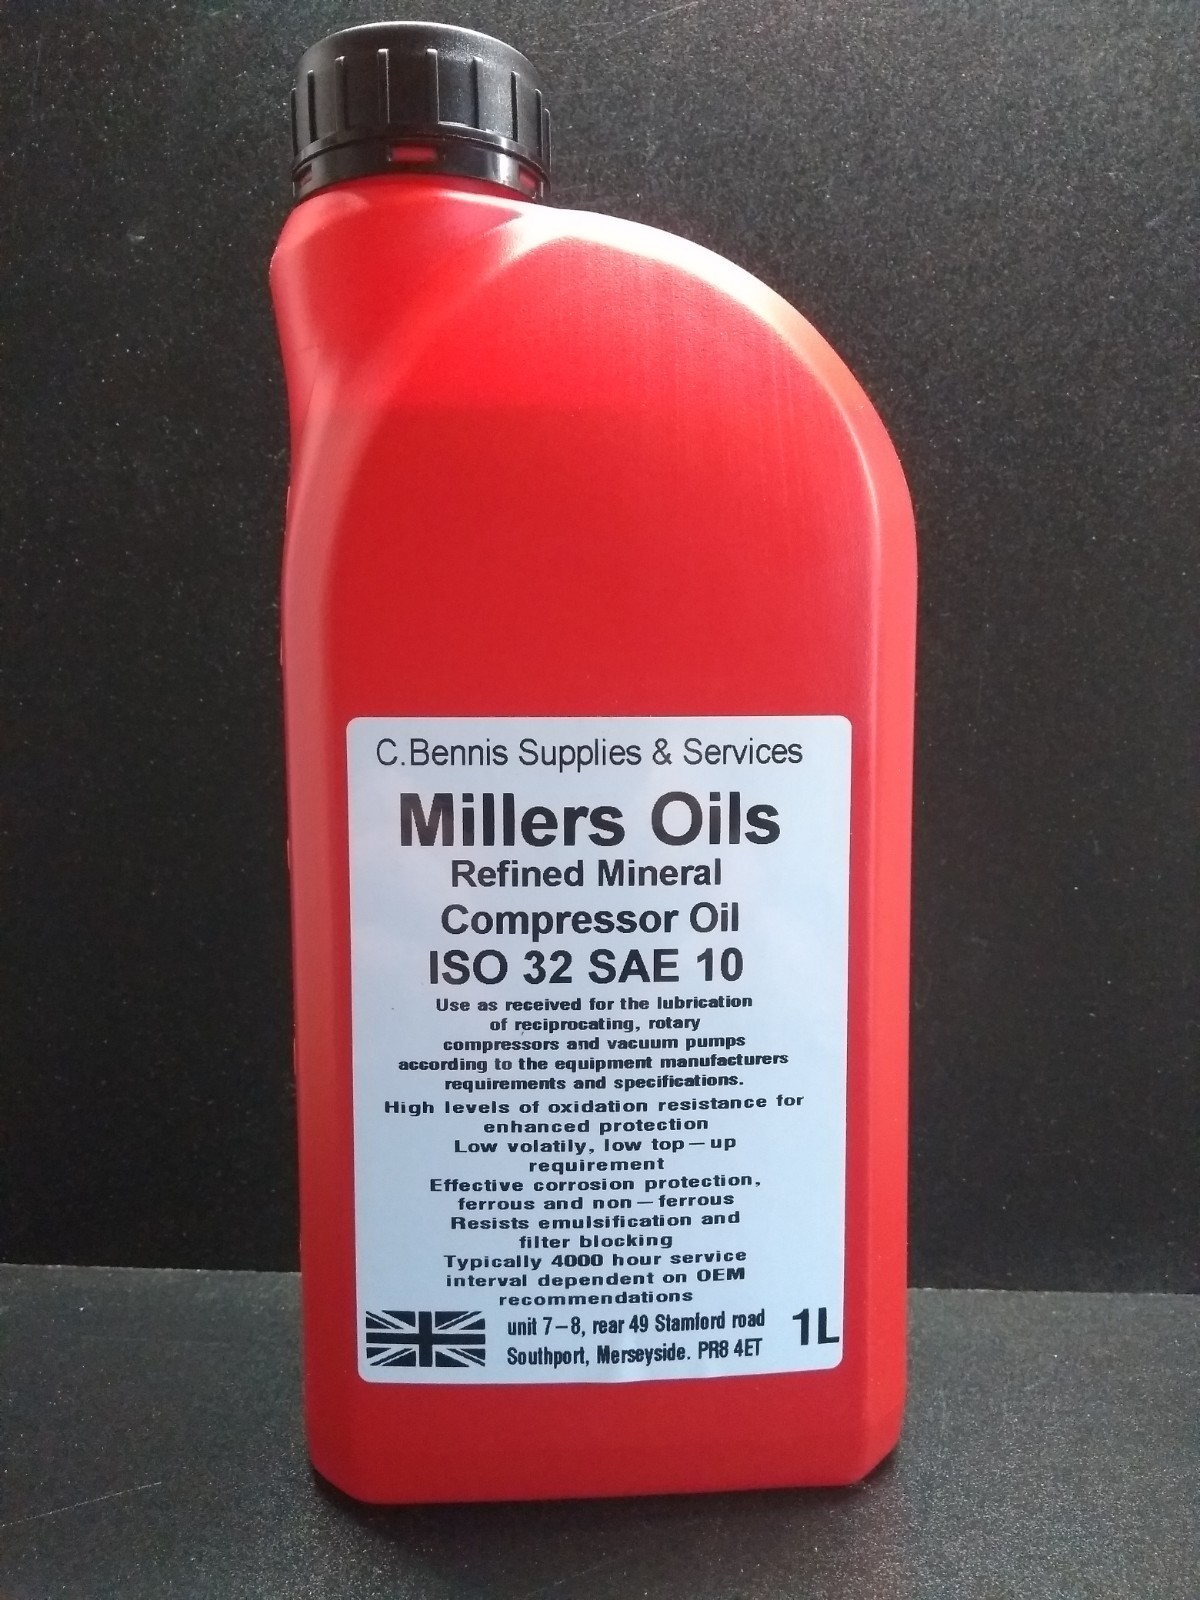 C.Bennis Supplies & Services
Millers Oils
Refined Mineral
Compressor Oil
ISO 32 SAE 10
Use as received for the lubrication
of reciprocating, rotary
compressors and vacuum pumps
according to the equipment manufacturers
requirements and specifications.
High levels of oxidation resistance for
enhanced protection
Low volatily, low top-up
requirement
Effective corrosion protection,
ferrous and non-ferrous
Resists emulsification and
filter blocking
Typically 4000 hour service
interval dependent on OEM
recommendations
unit 7-8, rear 49 Stamford road
Southport, Merseyside. PR8 4ET
1L